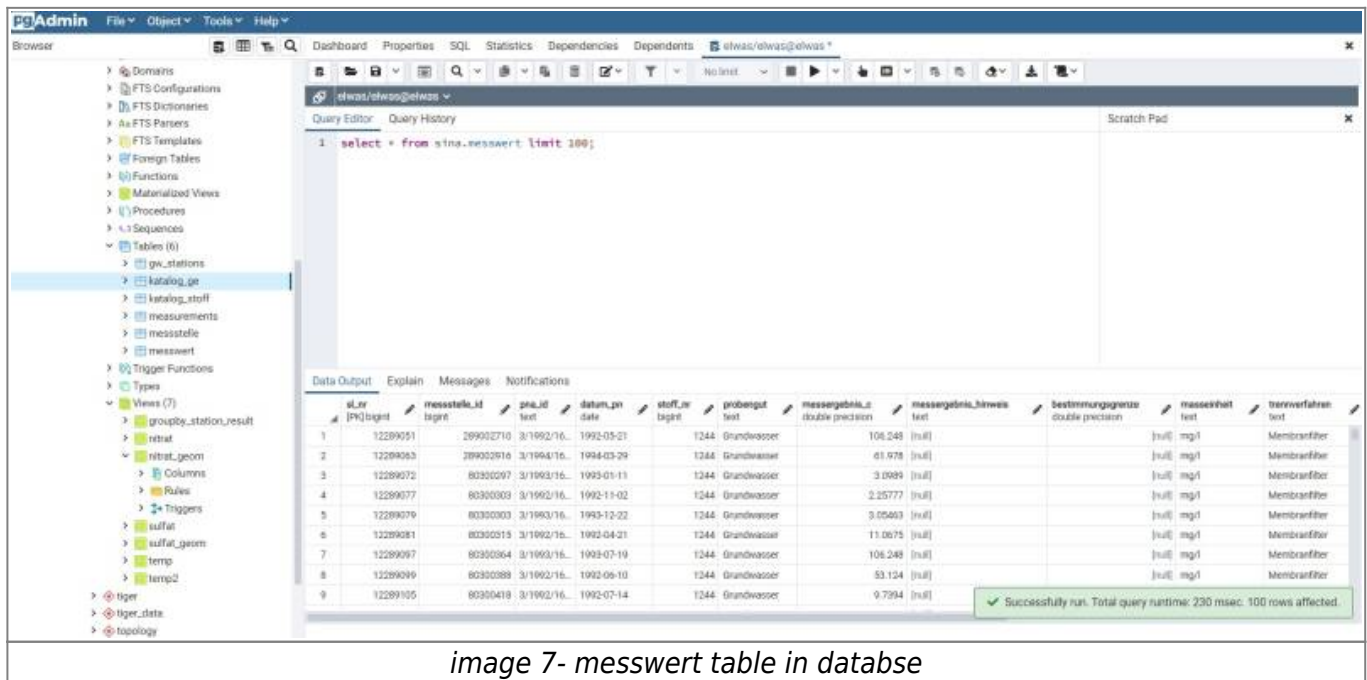 pgAdmin File Object Tools Help
Browser
Dashboard Properties SQL Statistics Dependencies Dependents elwas/elwas@elwas *
Domains
FTS Configurations
FTS Dictionaries
Aa FTS Parsers
FTS Templates
Foreign Tables
Functions
Materialized Views
Procedures
1.3 Sequences
Tables (6)
gw_stations
katalog_ge
katalog_stoff
measurements
messstelle
messwert
Trigger Functions
Types
Views (7)
groupby_station_result
nitrat
nitrat_geom
Columns
Rules
Triggers
sulfat
sulfat_geom
temp
temp2
tiger
tiger_data
topology
No limit
elwas/elwas@elwas
Query Editor Query History
Scratch Pad
1 select * from sina.messwert limit 100;
Data Output Explain Messages Notifications
sl_nr [PK] bigint messstelle_id bigint pna_id text datum_pn date stoff_nr bigint probengut text messergebnis_c double precision messergebnis_hinweis text bestimmungsgrenze double precision masseinheit text trennverfahren text
1 12289051 289002710 3/1992/16... 1992-05-21 1244 Grundwasser 106.248 [null] [null] mg/l Membranfilter
2 12289063 289002916 3/1994/16... 1994-03-29 1244 Grundwasser 61.978 [null] [null] mg/l Membranfilter
3 12289072 80300297 3/1993/16... 1993-01-11 1244 Grundwasser 3.0989 [null] [null] mg/l Membranfilter
4 12289077 80300303 3/1992/16... 1992-11-02 1244 Grundwasser 2.25777 [null] [null] mg/l Membranfilter
5 12289079 80300303 3/1993/16... 1993-12-22 1244 Grundwasser 3.05463 [null] [null] mg/l Membranfilter
6 12289081 80300515 3/1992/16... 1992-04-21 1244 Grundwasser 11.0675 [null] [null] mg/l Membranfilter
7 12289097 80300364 3/1993/16... 1993-07-19 1244 Grundwasser 106.248 [null] [null] mg/l Membranfilter
8 12289099 80300388 3/1992/16... 1992-06-10 1244 Grundwasser 53.124 [null] [null] mg/l Membranfilter
9 12289105 80300418 3/1992/16... 1992-07-14 1244 Grundwasser 9.7394 [null]
Successfully run. Total query runtime: 230 msec. 100 rows affected.
image 7- messwert table in databse